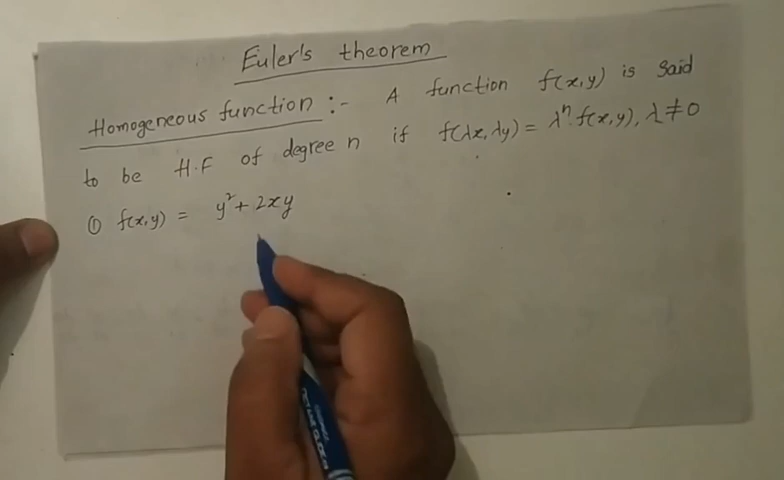 Euler's theorem
Homogeneous function :- A function f(x,y) is said
to be H.F of degree n if f(λx, λy) = λⁿ f(x,y), λ≠0
① f(x,y) = y² + 2xy